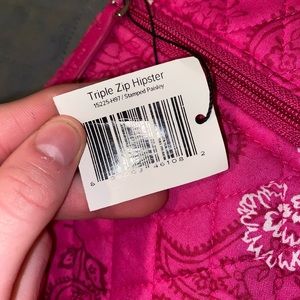 Triple Zip Hipster
15225-H97 / Stamped Paisley